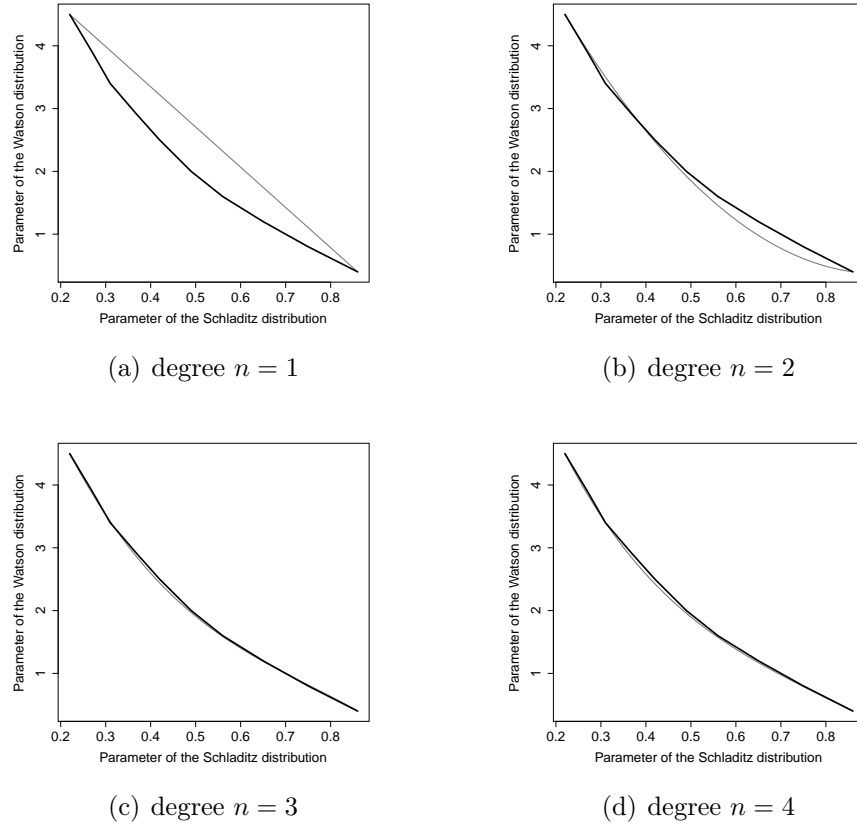 4
3
2
1
Parameter of the Watson distribution
0.2 0.3 0.4 0.5 0.6 0.7 0.8
Parameter of the Schladitz distribution
(a) degree n = 1
4
3
2
1
Parameter of the Watson distribution
0.2 0.3 0.4 0.5 0.6 0.7 0.8
Parameter of the Schladitz distribution
(b) degree n = 2
4
3
2
1
Parameter of the Watson distribution
0.2 0.3 0.4 0.5 0.6 0.7 0.8
Parameter of the Schladitz distribution
(c) degree n = 3
4
3
2
1
Parameter of the Watson distribution
0.2 0.3 0.4 0.5 0.6 0.7 0.8
Parameter of the Schladitz distribution
(d) degree n = 4